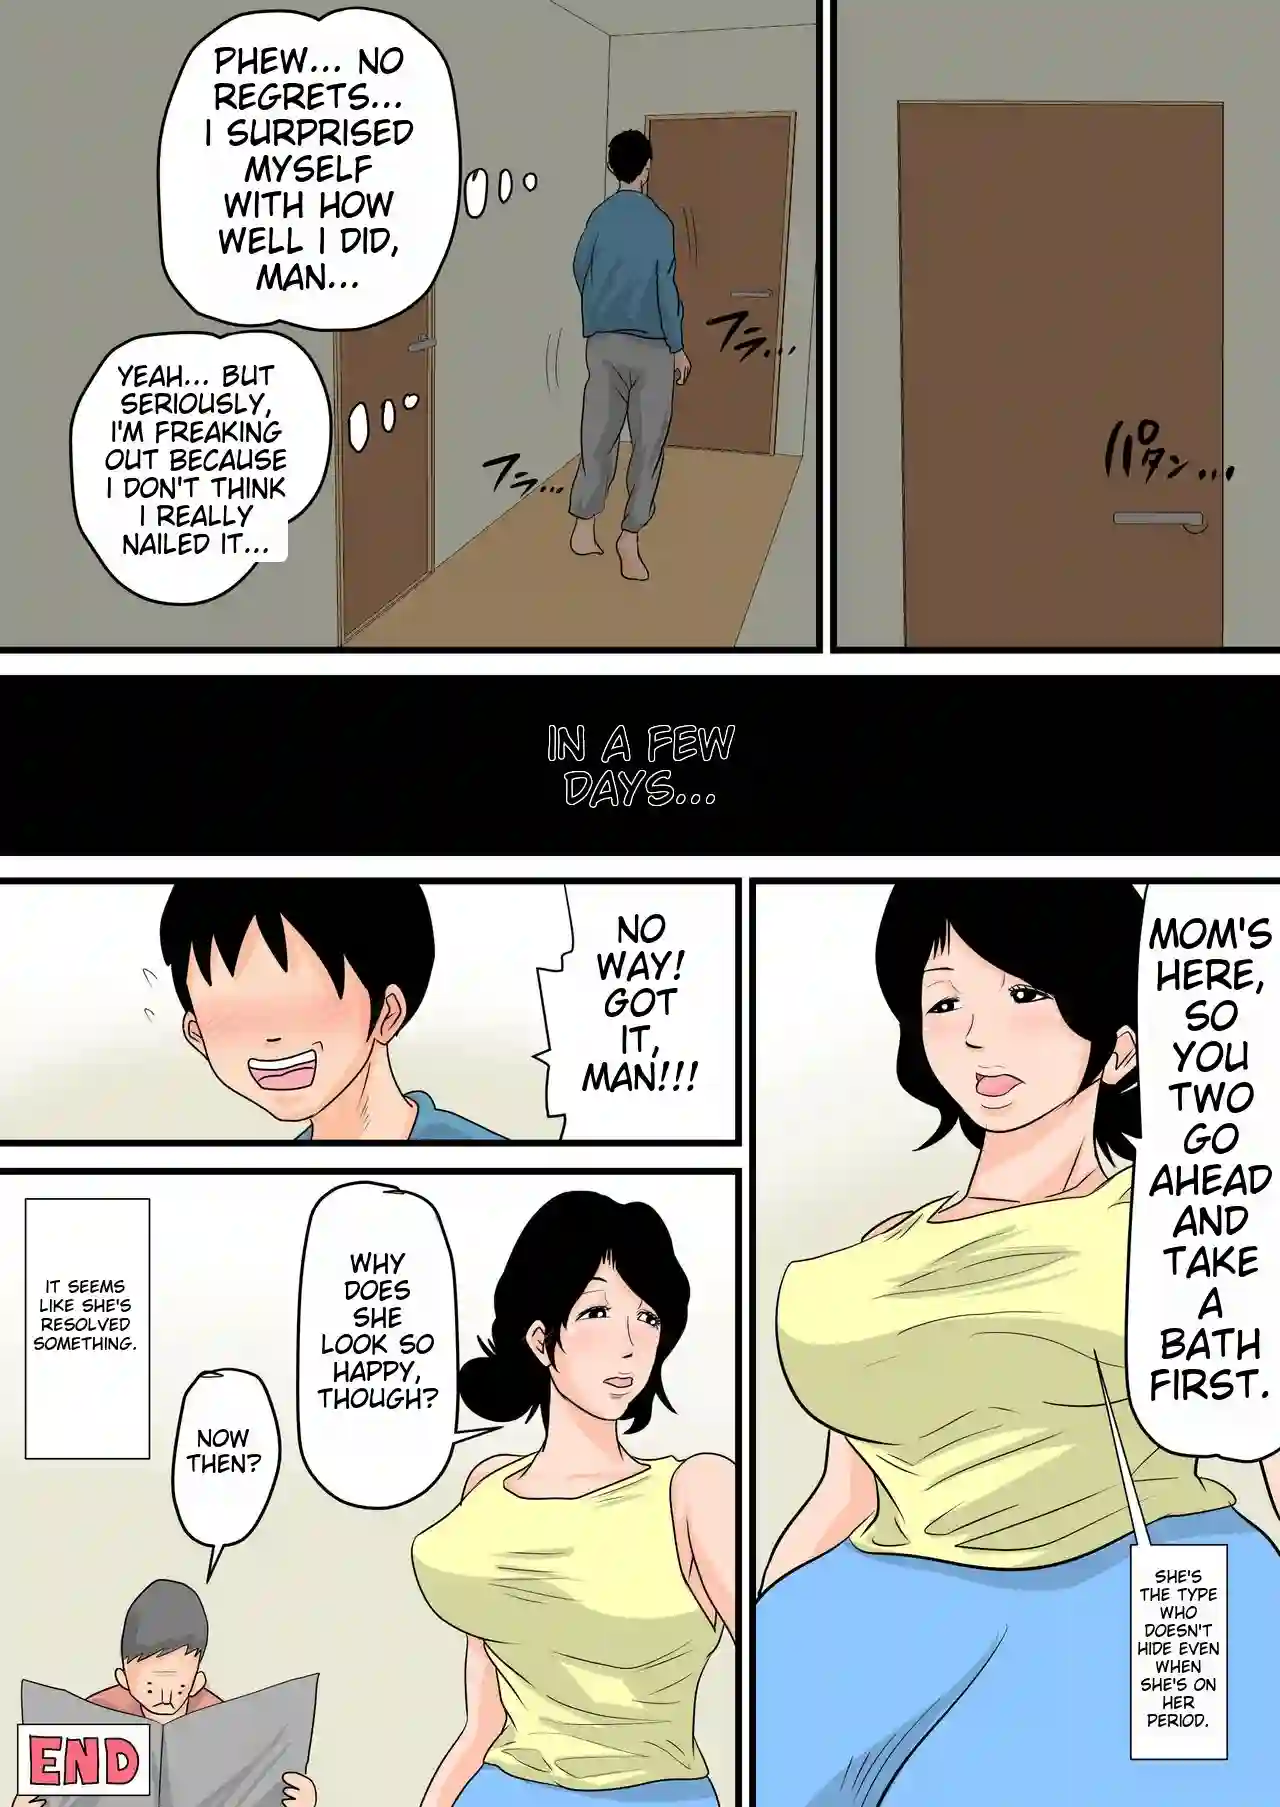 パタン...
PHEW... NO
REGRETS...
I SURPRISED
MYSELF
WITH HOW
WELL I DID,
MAN...
フラ...
YEAH... BUT
SERIOUSLY,
I'M FREAKING
OUT BECAUSE
I DON'T THINK
I REALLY
NAILED IT...
フラ...
IN A FEW
DAYS...
MOM'S
HERE,
SO
YOU
TWO
GO
AHEAD
AND
TAKE
A
BATH
FIRST.
SHE'S
THE TYPE
WHO
DOESN'T
HIDE EVEN
WHEN
SHE'S ON
HER
PERIOD.
NO
WAY!
GOT
IT,
MAN!!!
WHY
DOES
SHE
LOOK SO
HAPPY,
THOUGH?
NOW
THEN?
IT SEEMS
LIKE SHE'S
RESOLVED
SOMETHING.
END